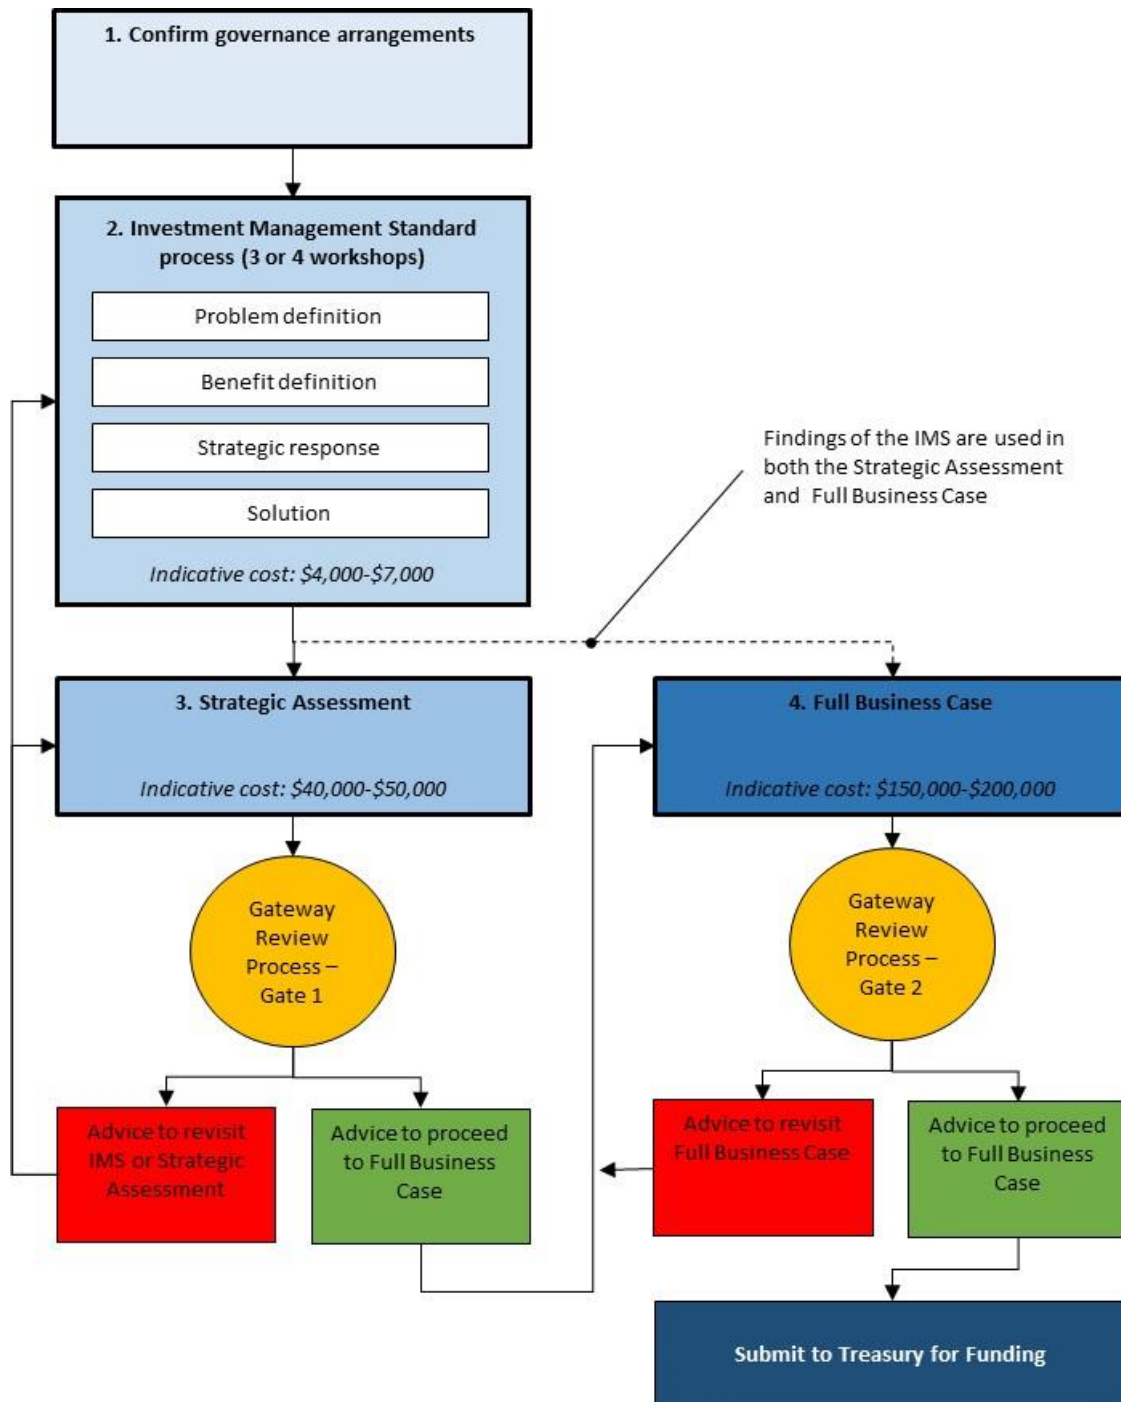 1. Confirm governance arrangements
2. Investment Management Standard
process (3 or 4 workshops)
Problem definition
Benefit definition
Strategic response
Solution
Indicative cost: $4,000-$7,000
Findings of the IMS are used in
both the Strategic Assessment
and Full Business Case
3. Strategic Assessment
Indicative cost: $40,000-$50,000
4. Full Business Case
Indicative cost: $150,000-$200,000
Gateway
Review
Process –
Gate 1
Gateway
Review
Process –
Gate 2
Advice to revisit
IMS or Strategic
Assessment
Advice to proceed
to Full Business
Case
Advice to revisit
Full Business Case
Advice to proceed
to Full Business
Case
Submit to Treasury for Funding